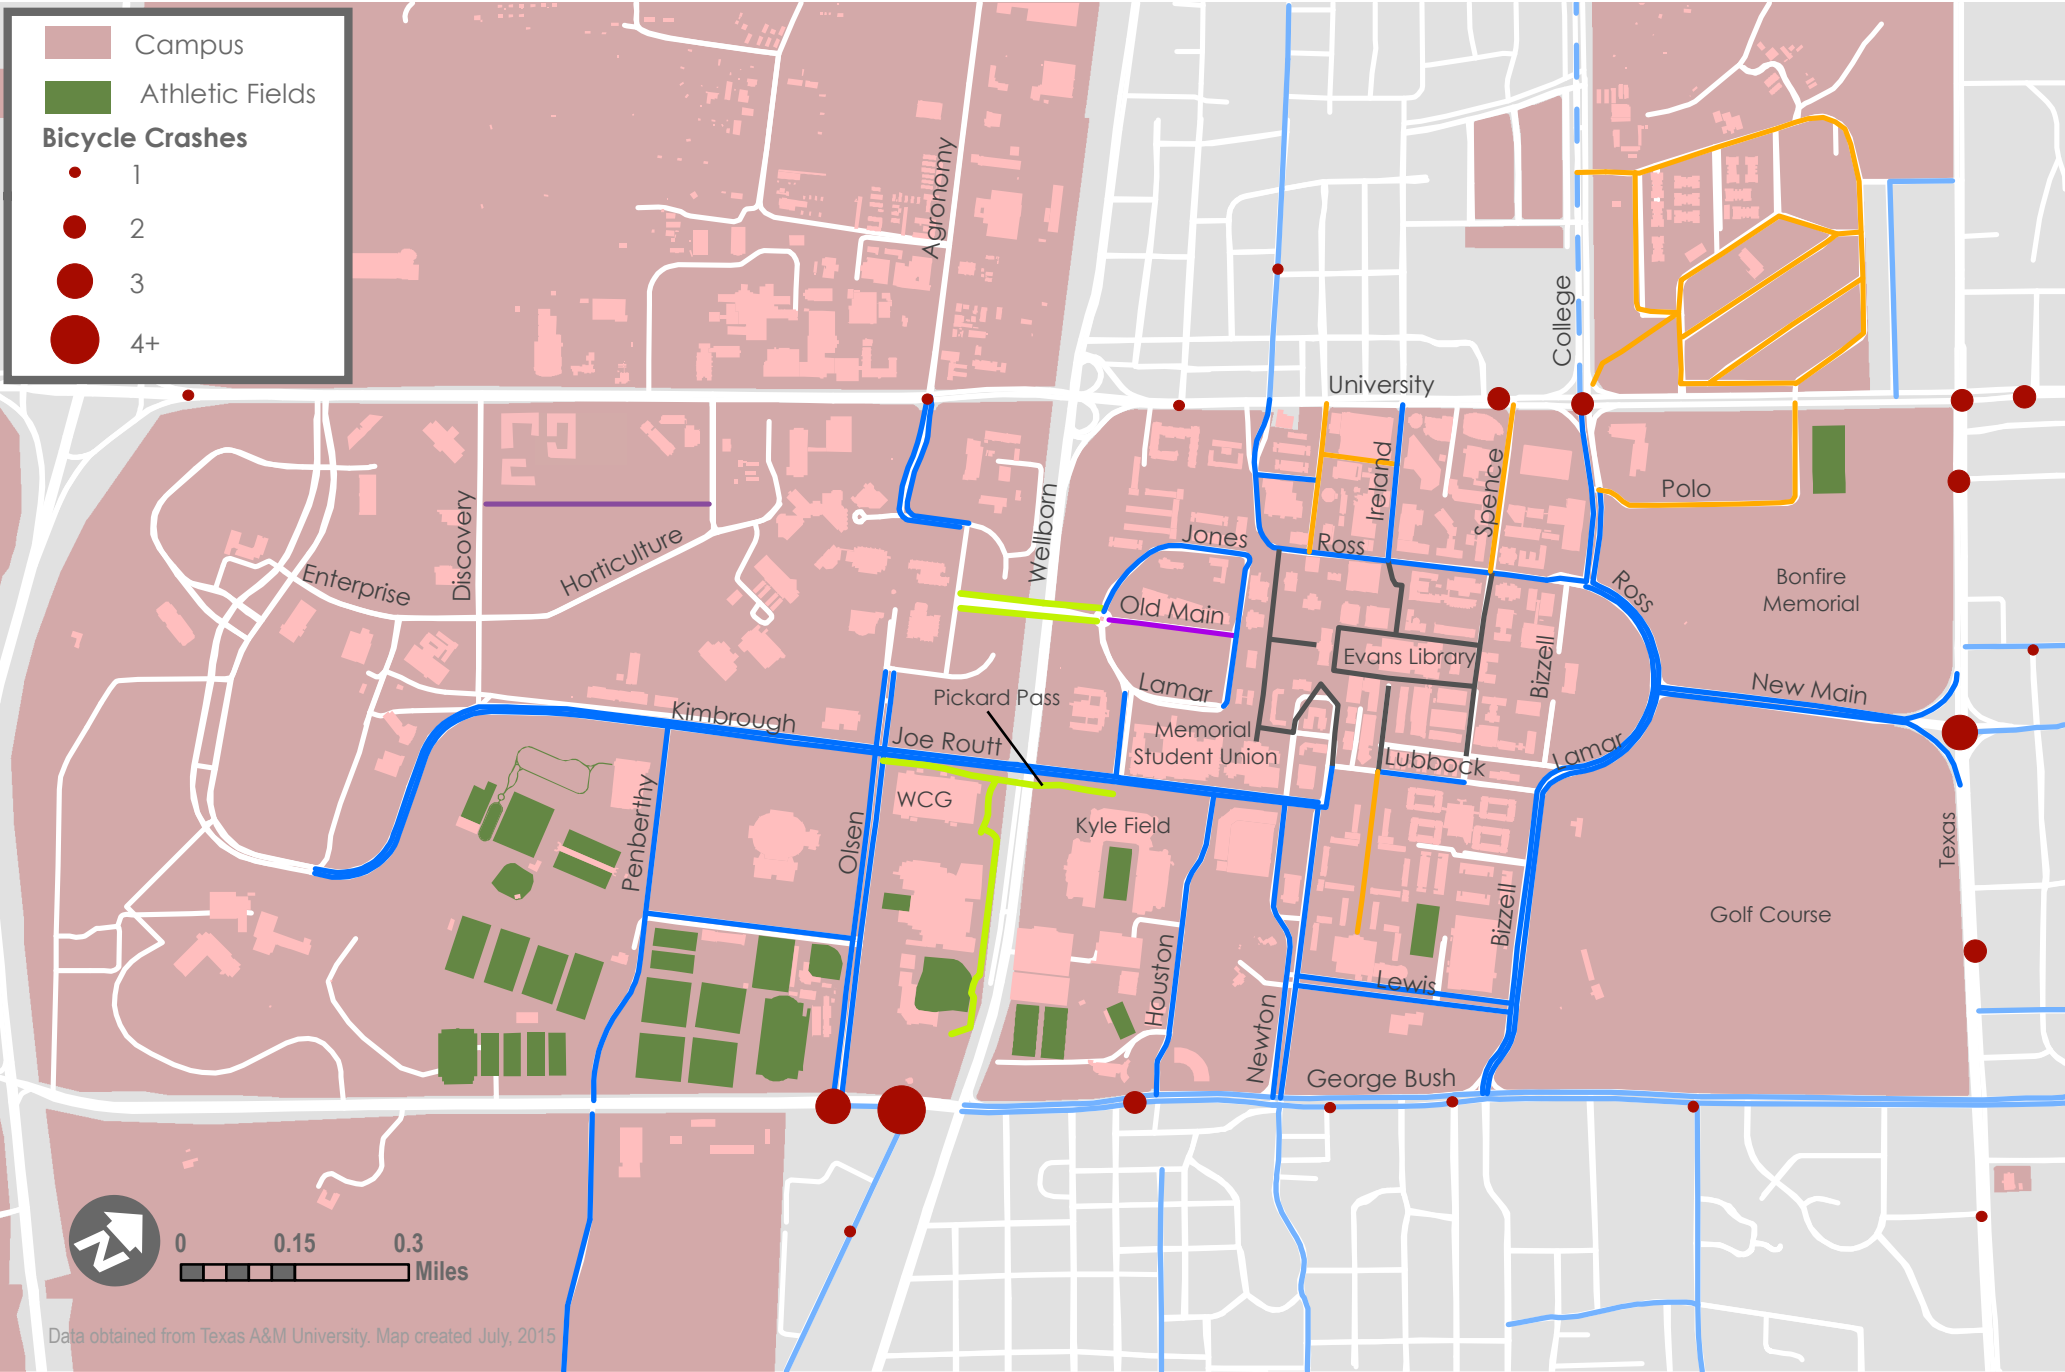 Campus
Athletic Fields
Bicycle Crashes
1
2
3
4+
Agronomy
College
University
Wellborn
Ireland
Spence
Polo
Discovery
Horticulture
Enterprise
Jones
Ross
Ross
Bonfire
Memorial
Old Main
Evans Library
Bizzell
Lamar
Pickard Pass
New Main
Kimbrough
Joe Routt
Memorial
Student Union
Lubbock
Lamar
WCG
Penberthy
Olsen
Kyle Field
Texas
Bizzell
Golf Course
Houston
Newton
Lewis
George Bush
N
0
0.15
0.3
Miles
Data obtained from Texas A&M University. Map created July, 2015